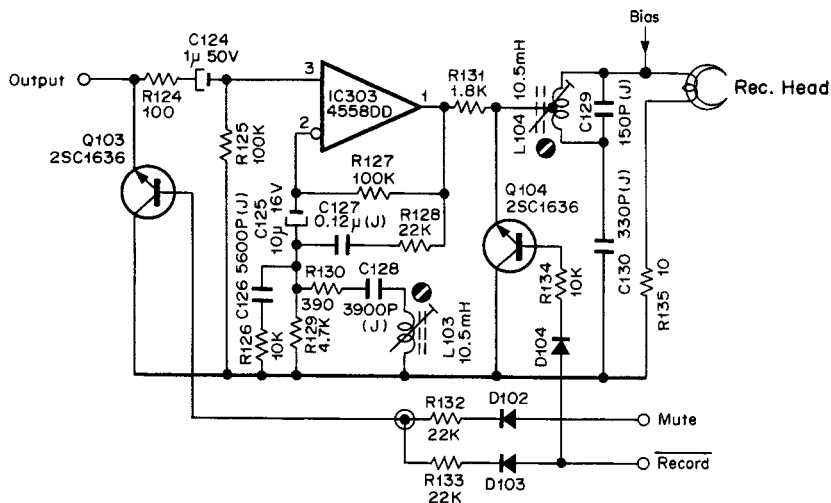 Bias
C124
1µ 50V
10.5mH
Output
3
1
R131
1.8K
Rec. Head
R124
100
IC303
4558DD
L104
C129
150P(J)
2
Q103
2SC1636
R125
100K
R127
100K
Q104
2SC1636
C125
10µ 16V
C127
0.12µ(J)
R128
22K
330P(J)
C130
C126 5600P(J)
R130
390
C128
3900P
(J)
R134
10K
R135 10
R126
10K
R129
4.7K
L103
10.5mH
D104
R132
22K
D102
Mute
R133
22K
D103
Record